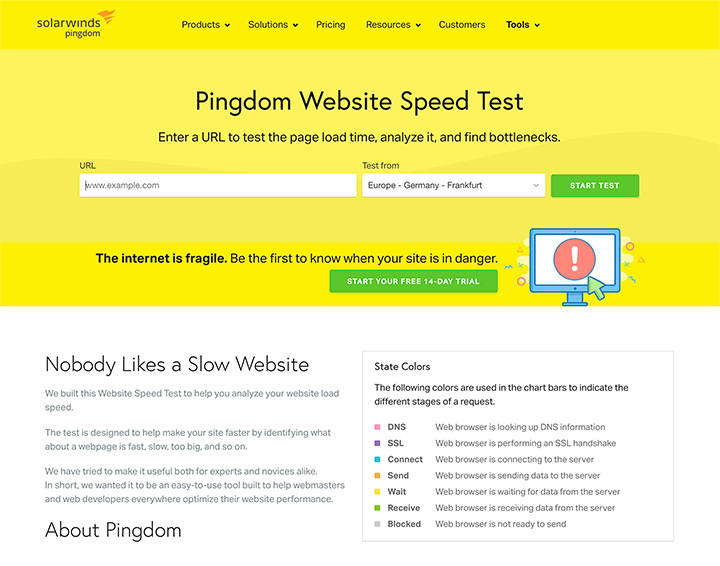 solarwinds
pingdom
Products Solutions Pricing Resources Customers Tools
Pingdom Website Speed Test
Enter a URL to test the page load time, analyze it, and find bottlenecks.
URL
www.example.com
Test from
Europe - Germany - Frankfurt
START TEST
The internet is fragile. Be the first to know when your site is in danger.
START YOUR FREE 14-DAY TRIAL
!
Nobody Likes a Slow Website
We built this Website Speed Test to help you analyze your website load
speed.
The test is designed to help make your site faster by identifying what
about a webpage is fast, slow, too big, and so on.
We have tried to make it useful both for experts and novices alike.
In short, we wanted it to be an easy-to-use tool built to help webmasters
and web developers everywhere optimize their website performance.
About Pingdom
State Colors
The following colors are used in the chart bars to indicate the
different stages of a request.
DNS Web browser is looking up DNS information
SSL Web browser is performing an SSL handshake
Connect Web browser is connecting to the server
Send Web browser is sending data to the server
Wait Web browser is waiting for data from the server
Receive Web browser is receiving data from the server
Blocked Web browser is not ready to send